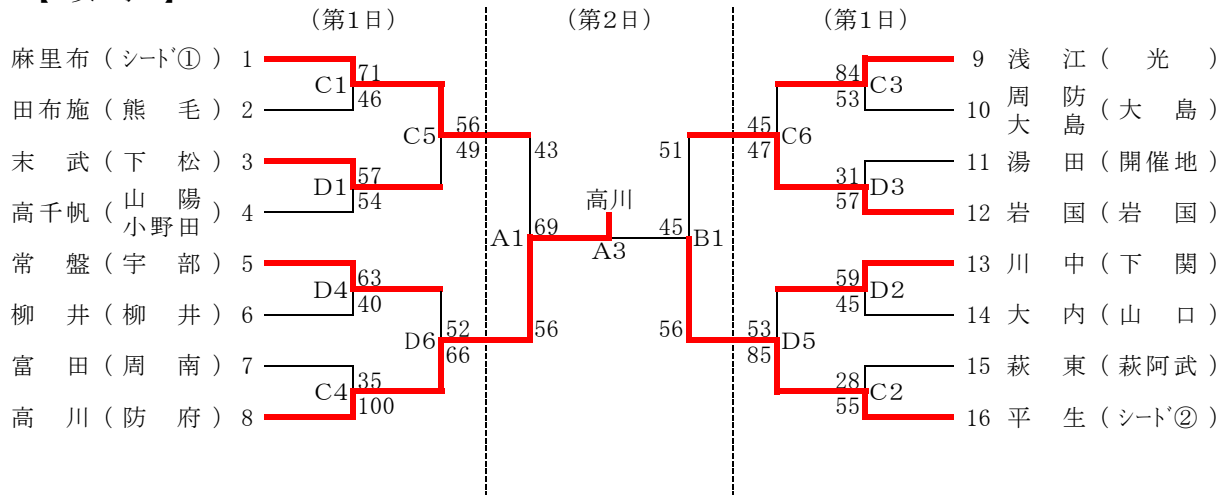 (第1日) (第2日) (第1日)
麻里布 ( シード① ) 1 9 浅 江 ( 光 )
71 84
C1 C3
46 53
田布施 ( 熊 毛 ) 2 10 周 防 大 島 ( 大 島 )
56 45
C5 C6
49 43 51 47
末 武 ( 下 松 ) 3 11 湯 田 ( 開催地 )
57 31
D1 D3
54 57
高千帆 ( 山 陽 小野田 ) 4 高川 12 岩 国 ( 岩 国 )
69 45
A1 A3 B1
常 盤 ( 宇 部 ) 5 13 川 中 ( 下 関 )
63 59
D4 D2
40 45
柳 井 ( 柳 井 ) 6 14 大 内 ( 山 口 )
52 56 56 53
D6 D5
66 85
富 田 ( 周 南 ) 7 15 萩 東 ( 萩阿武 )
35 28
C4 C2
100 55
高 川 ( 防 府 ) 8 16 平 生 ( シード② )